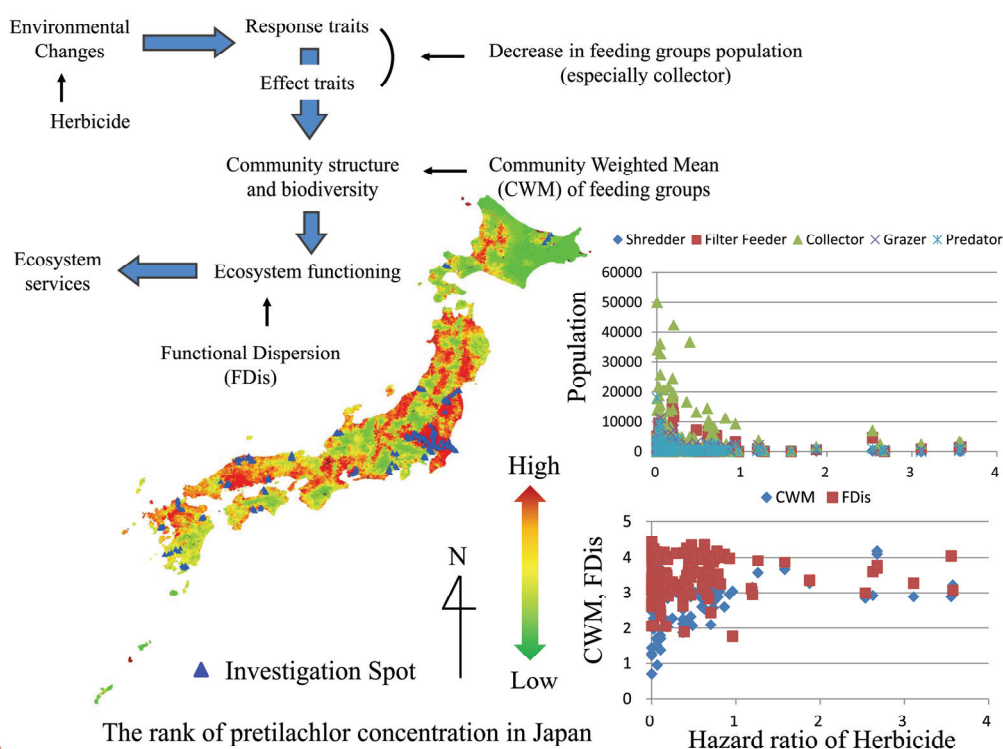 Environmental
Changes
Herbicide
Response traits
Effect traits
Decrease in feeding groups population
(especially collector)
Community structure
and biodiversity
Community Weighted Mean
(CWM) of feeding groups
Ecosystem
services
Ecosystem functioning
Functional Dispersion
(FDis)
High
Low
N
Investigation Spot
The rank of pretilachlor concentration in Japan
Shredder Filter Feeder Collector Grazer Predator
Population
60000
50000
40000
30000
20000
10000
0
0 1 2 3 4
CWM FDis
CWM, FDis
5
4
3
2
1
0
0 1 2 3 4
Hazard ratio of Herbicide